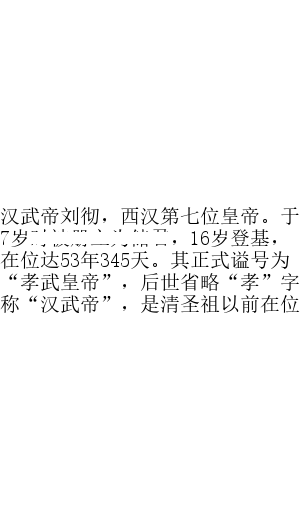 汉武帝刘彻，西汉第七位皇帝。于
7岁，16岁登基，
在位达53年345天。其正式谥号为
“孝武皇帝”，后世省略“孝”字
称“汉武帝”，是清圣祖以前在位